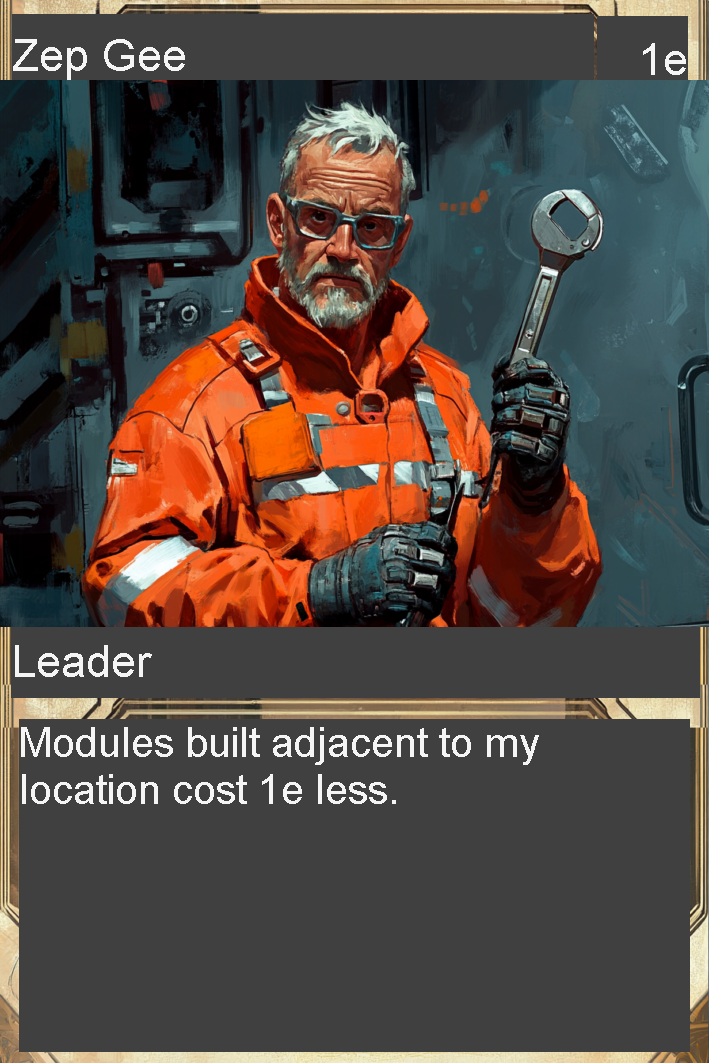 Zep Gee
1e
Leader
Modules built adjacent to my
location cost 1e less.